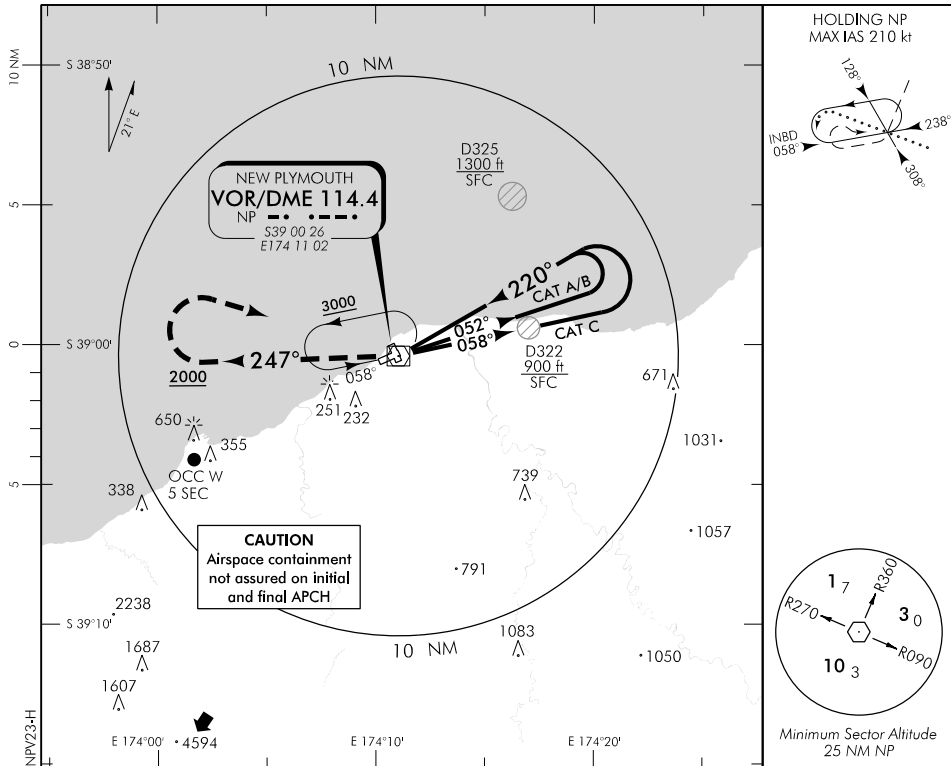 10 NM
S 38°50'
10 NM
21° E
NEW PLYMOUTH
VOR/DME 114.4
NP
S39 00 26
E174 11 02
D325
1300 ft
SFC
5
3000
220°
CAT A/B
052°
058°
CAT C
0
S 39°00'
247°
058°
2000
D322
900 ft
SFC
251
232
671
650
355
1031
OCC W
5 SEC
338
739
5
1057
CAUTION
Airspace containment
not assured on initial
and final APCH
791
2238
S 39°10'
1083
10 NM
1687
1050
1607
4594
E 174°00'
E 174°10'
E 174°20'
NPV23-H
HOLDING NP
MAX IAS 210 kt
128°
238°
INBD
058°
308°
1 7
R360
R270
3 0
R090
10 3
Minimum Sector Altitude
25 NM NP